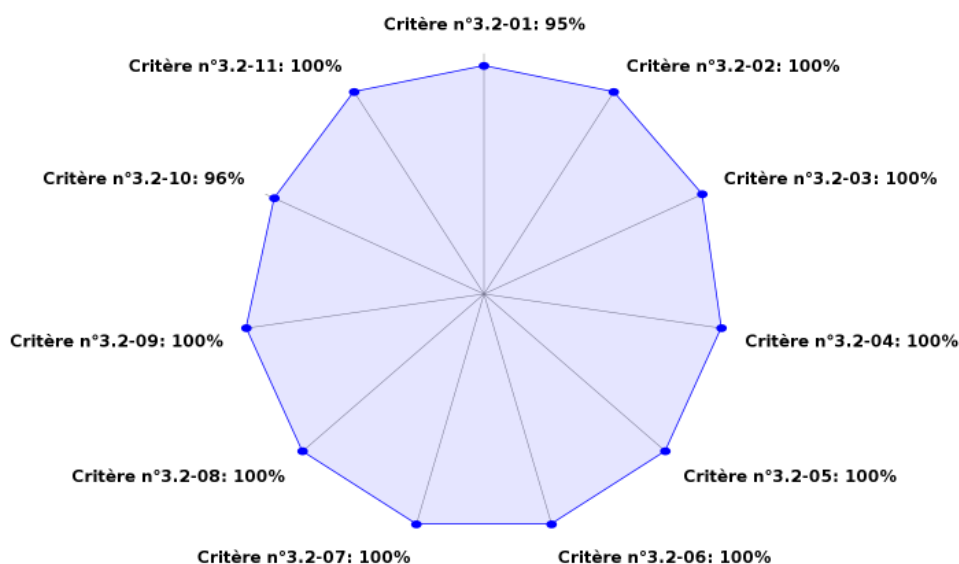 Critère n°3.2-01: 95%
Critère n°3.2-11: 100%
Critère n°3.2-02: 100%
Critère n°3.2-10: 96%
Critère n°3.2-03: 100%
Critère n°3.2-09: 100%
Critère n°3.2-04: 100%
Critère n°3.2-08: 100%
Critère n°3.2-05: 100%
Critère n°3.2-07: 100%
Critère n°3.2-06: 100%